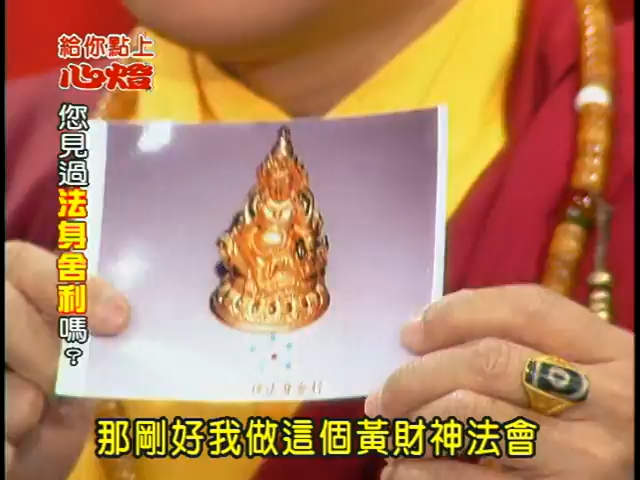 給你點上
心燈
您見過法身舍利嗎？
那剛好我做這個黃財神法會